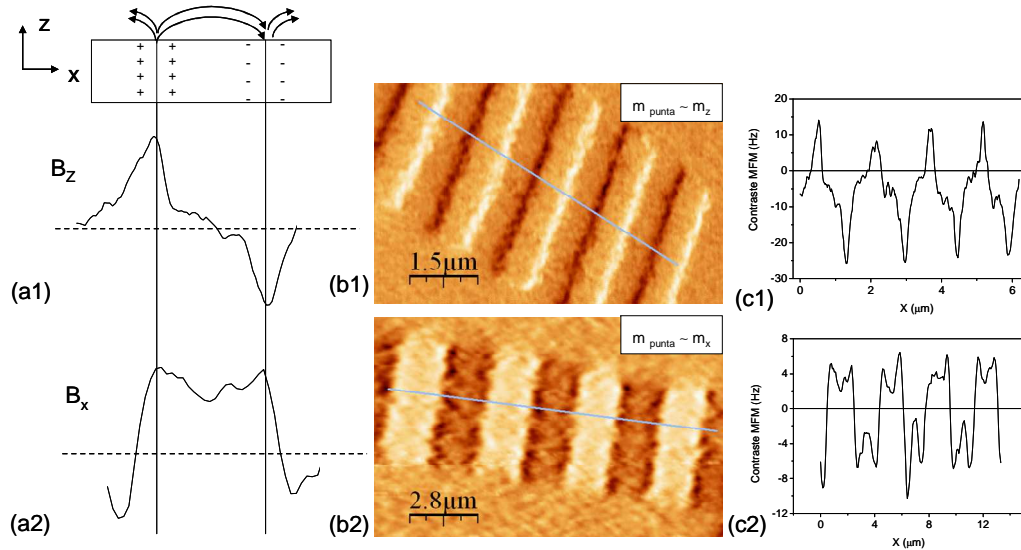 z
x
+ +
+ +
+ +
+ +
- -
- -
- -
- -
B_Z
(a1)
B_x
(a2)
m punta ~ m_z
1.5μm
(b1)
m punta ~ m_x
2.8μm
(b2)
20
10
0
-10
-20
-30
Contraste MFM (Hz)
0 2 4 6
X (μm)
(c1)
8
4
0
-4
-8
-12
Contraste MFM (Hz)
0 4 8 12
X (μm)
(c2)